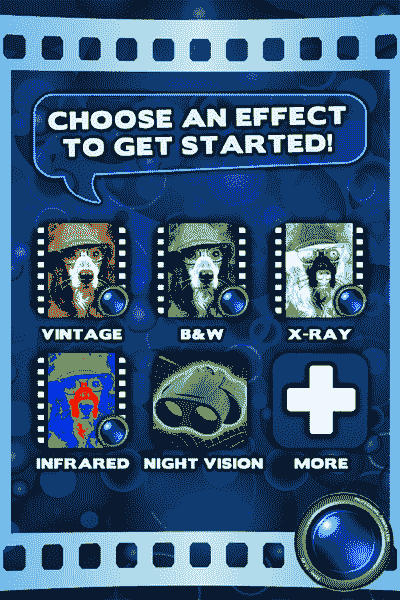 CHOOSE AN EFFECT
TO GET STARTED!
VINTAGE
B&W
X-RAY
INFRARED
NIGHT VISION
MORE